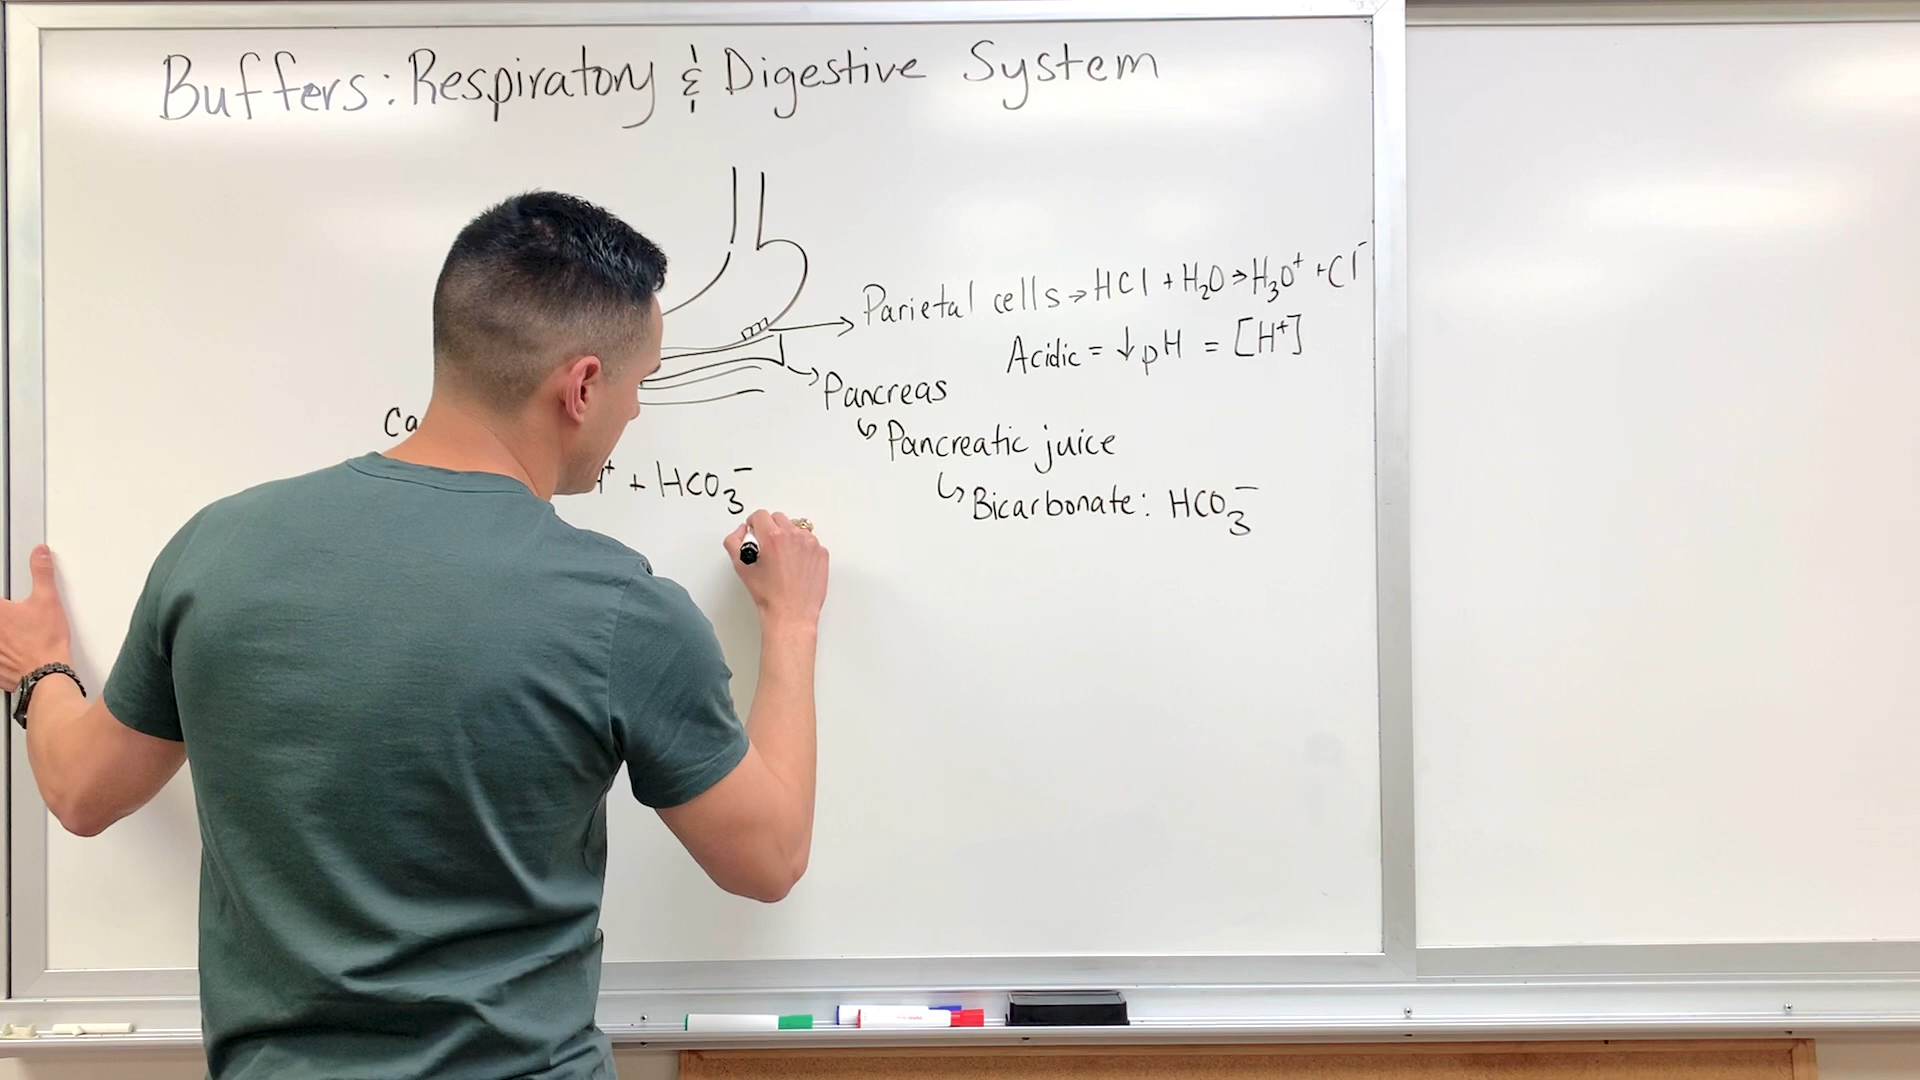 Buffers: Respiratory & Digestive System
Parietal cells → HCl + H₂O → H₃O⁺ + Cl⁻
Acidic = ↓ pH = [H⁺]
Pancreas
↳ Pancreatic juice
↳ Bicarbonate: HCO₃⁻
Ca
⁺ + HCO₃⁻